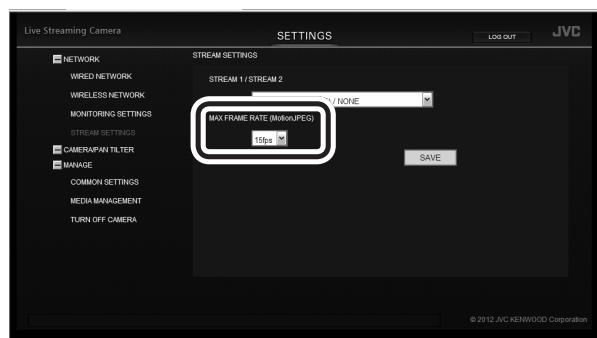 Live Streaming Camera
SETTINGS
LOG OUT
JVC
NETWORK
WIRED NETWORK
WIRELESS NETWORK
MONITORING SETTINGS
STREAM SETTINGS
CAMERA/PAN TILTER
MANAGE
COMMON SETTINGS
MEDIA MANAGEMENT
TURN OFF CAMERA
STREAM SETTINGS
STREAM 1 / STREAM 2
/ NONE
MAX FRAME RATE (MotionJPEG)
15fps
SAVE
© 2012 JVC KENWOOD Corporation